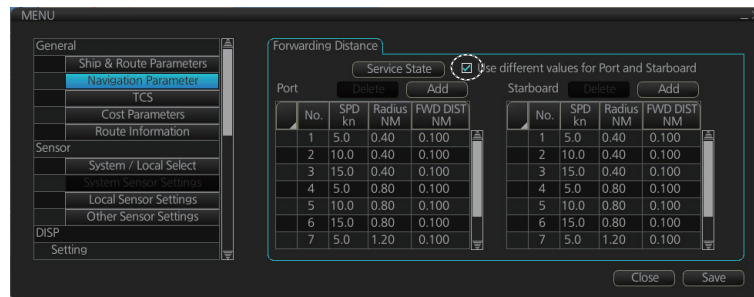 MENU
General
Ship & Route Parameters
Navigation Parameter
TCS
Cost Parameters
Route Information
Sensor
System / Local Select
System Sensor Settings
Local Sensor Settings
Other Sensor Settings
DISP
Setting
Forwarding Distance
Service State Use different values for Port and Starboard
Port Delete Add
No. SPD kn Radius NM FWD DIST NM
1 5.0 0.40 0.100
2 10.0 0.40 0.100
3 15.0 0.40 0.100
4 5.0 0.80 0.100
5 10.0 0.80 0.100
6 15.0 0.80 0.100
7 5.0 1.20 0.100
Starboard Delete Add
No. SPD kn Radius NM FWD DIST NM
1 5.0 0.40 0.100
2 10.0 0.40 0.100
3 15.0 0.40 0.100
4 5.0 0.80 0.100
5 10.0 0.80 0.100
6 15.0 0.80 0.100
7 5.0 1.20 0.100
Close Save